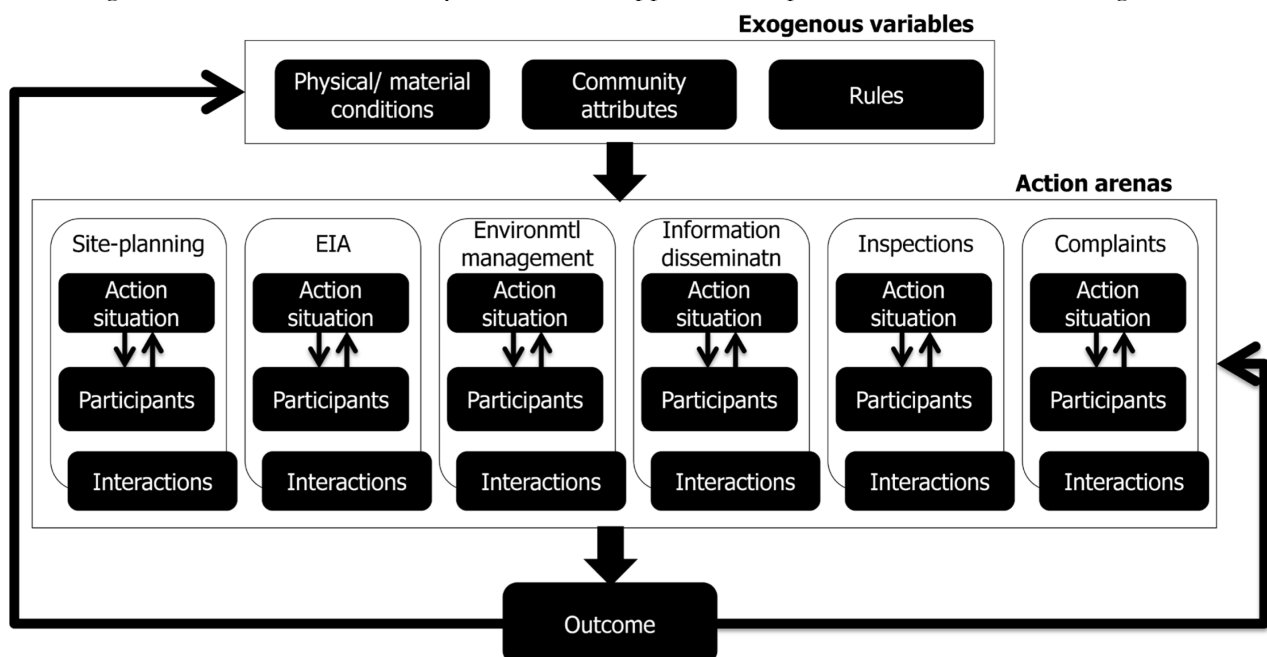 Exogenous variables
Physical/ material
conditions
Community
attributes
Rules
Action arenas
Site-planning
EIA
Environmtl
management
Information
disseminatn
Inspections
Complaints
Action
situation
Action
situation
Action
situation
Action
situation
Action
situation
Action
situation
Participants
Participants
Participants
Participants
Participants
Participants
Interactions
Interactions
Interactions
Interactions
Interactions
Interactions
Outcome